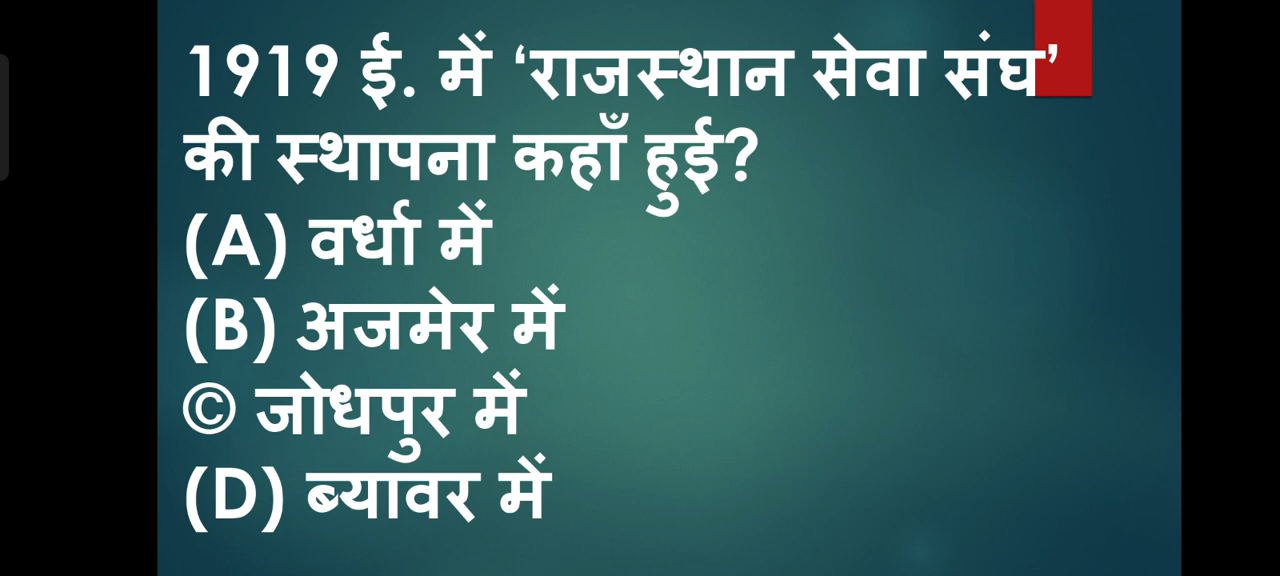 1919 ई. में ‘राजस्थान सेवा संघ’
की स्थापना कहाँ हुई?
(A) वर्धा में
(B) अजमेर में
© जोधपुर में
(D) ब्यावर में